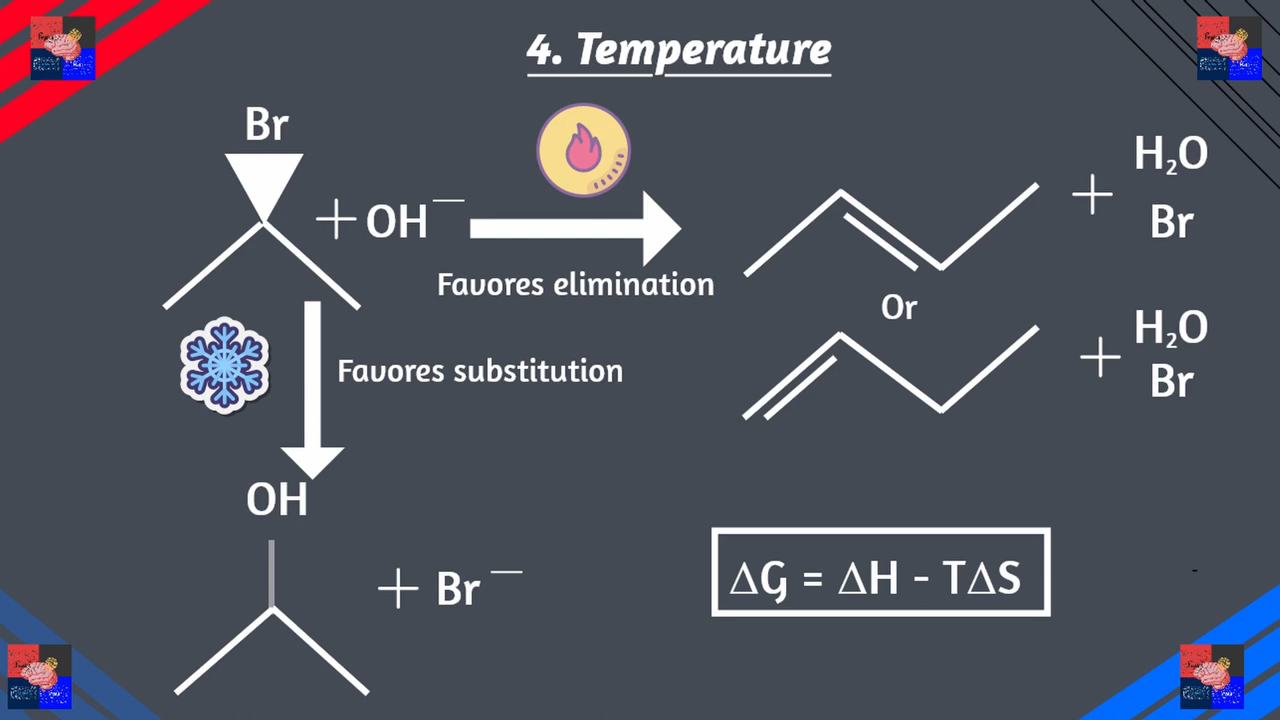 4. Temperature
Br
+ OH⁻
Favores elimination
+ H₂O
Br
Or
+ H₂O
Br
Favores substitution
OH
+ Br⁻
ΔG = ΔH - TΔS
-